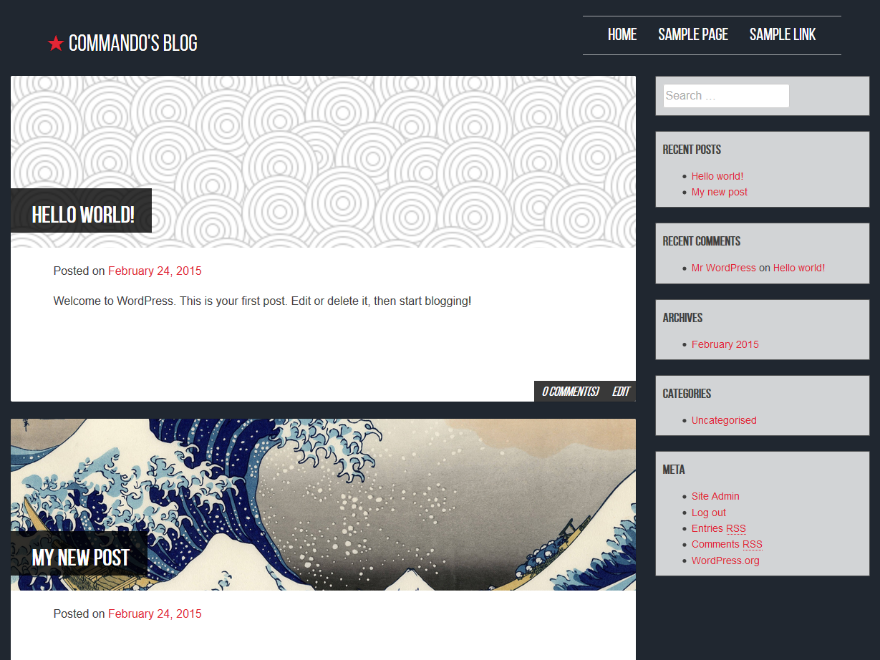 ★ COMMANDO'S BLOG
HOME SAMPLE PAGE SAMPLE LINK
HELLO WORLD!
Posted on February 24, 2015
Welcome to WordPress. This is your first post. Edit or delete it, then start blogging!
0 COMMENT(S) EDIT
MY NEW POST
Posted on February 24, 2015
Search …
RECENT POSTS
Hello world!
My new post
RECENT COMMENTS
Mr WordPress on Hello world!
ARCHIVES
February 2015
CATEGORIES
Uncategorised
META
Site Admin
Log out
Entries RSS
Comments RSS
WordPress.org